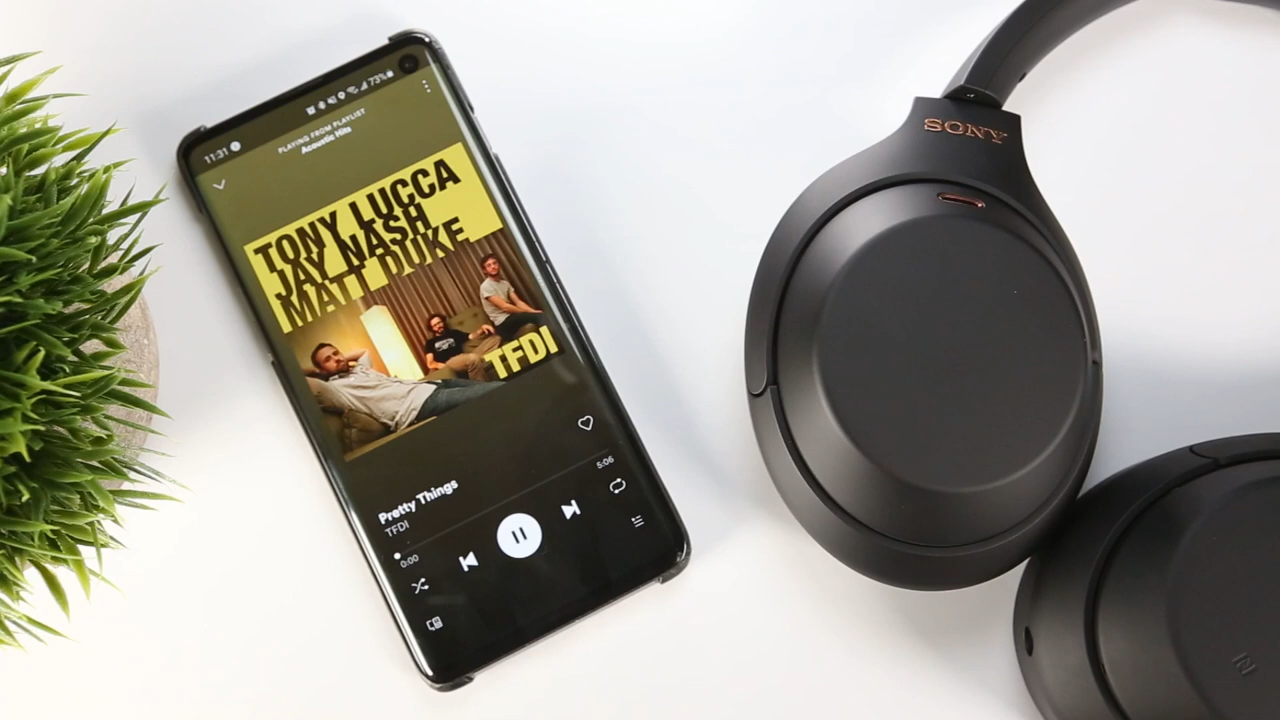 11:31
73%
PLAYING FROM PLAYLIST
Acoustic Hits
TONY LUCCA
JAY NASH
MATT DUKE
TFDI
Pretty Things
TFDI
0:00
5:06
SONY